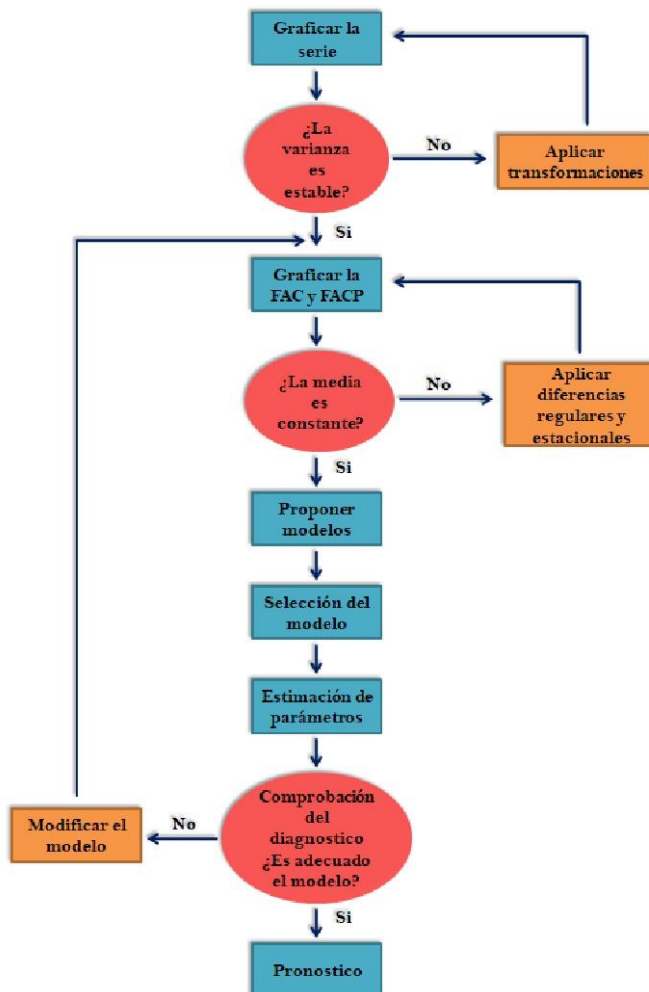 Graficar la
serie
¿La
varianza
es
estable?
No
Aplicar
transformaciones
Si
Graficar la
FAC y FACP
¿La media
es
constante?
No
Aplicar
diferencias
regulares y
estacionales
Si
Proponer
modelos
Selección del
modelo
Estimación de
parámetros
Comprobación
del
diagnostico
¿Es adecuado
el modelo?
No
Modificar el
modelo
Si
Pronostico